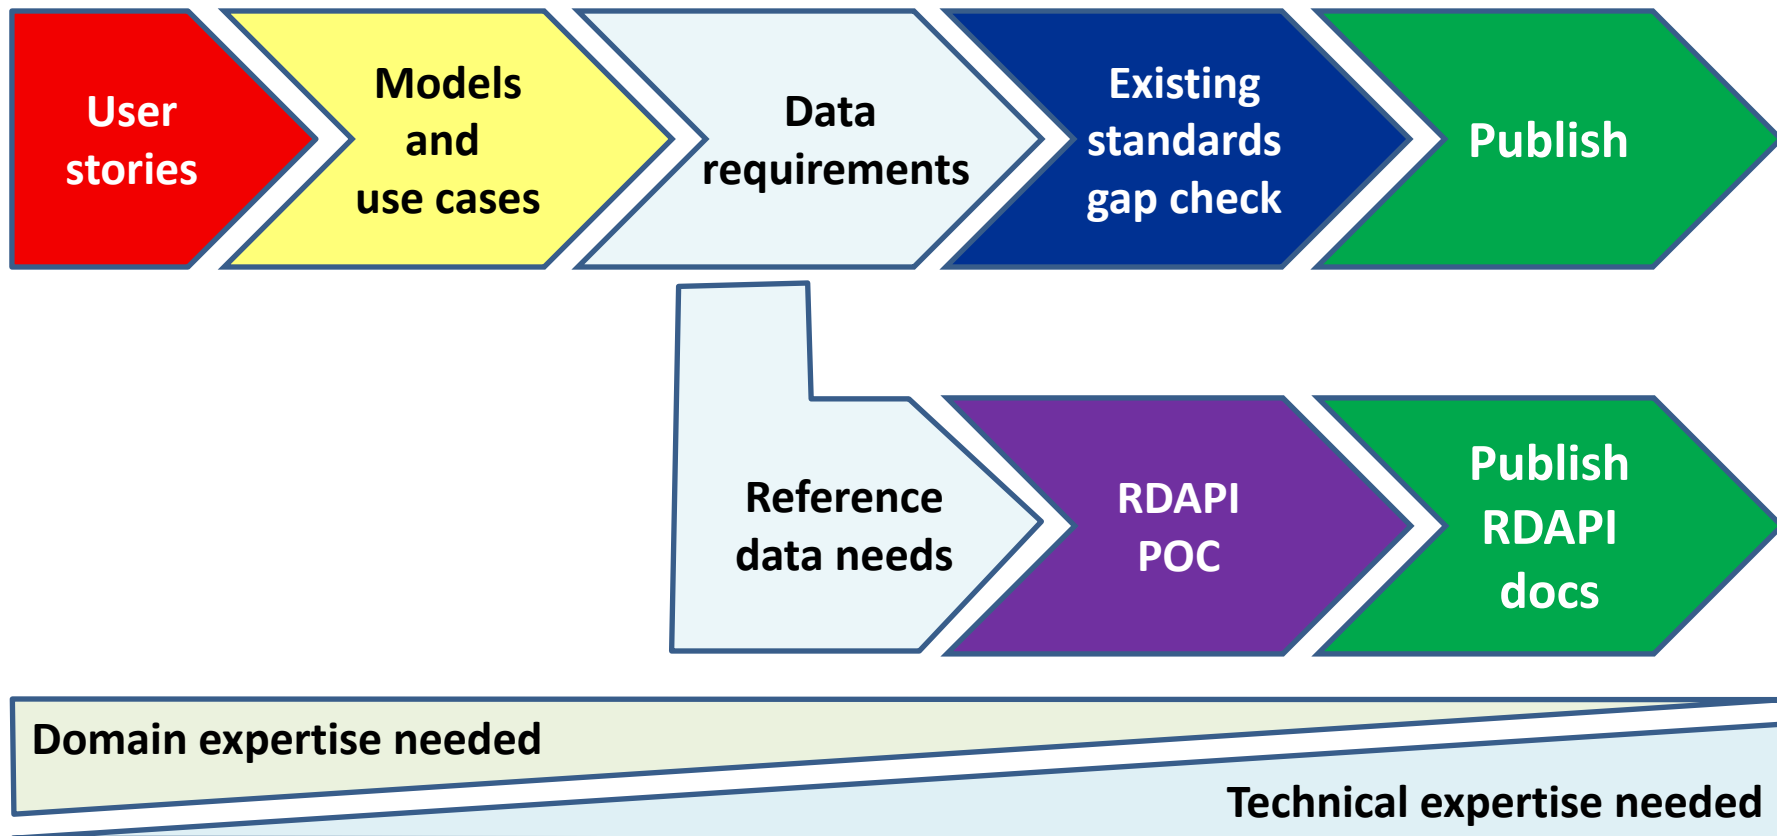 User
stories
Models
and
use cases
Data
requirements
Existing
standards
gap check
Publish
Reference
data needs
RDAPI
POC
Publish
RDAPI
docs
Domain expertise needed
Technical expertise needed